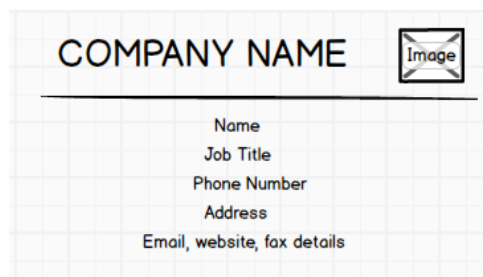 COMPANY NAME
Image
Name
Job Title
Phone Number
Address
Email, website, fax details